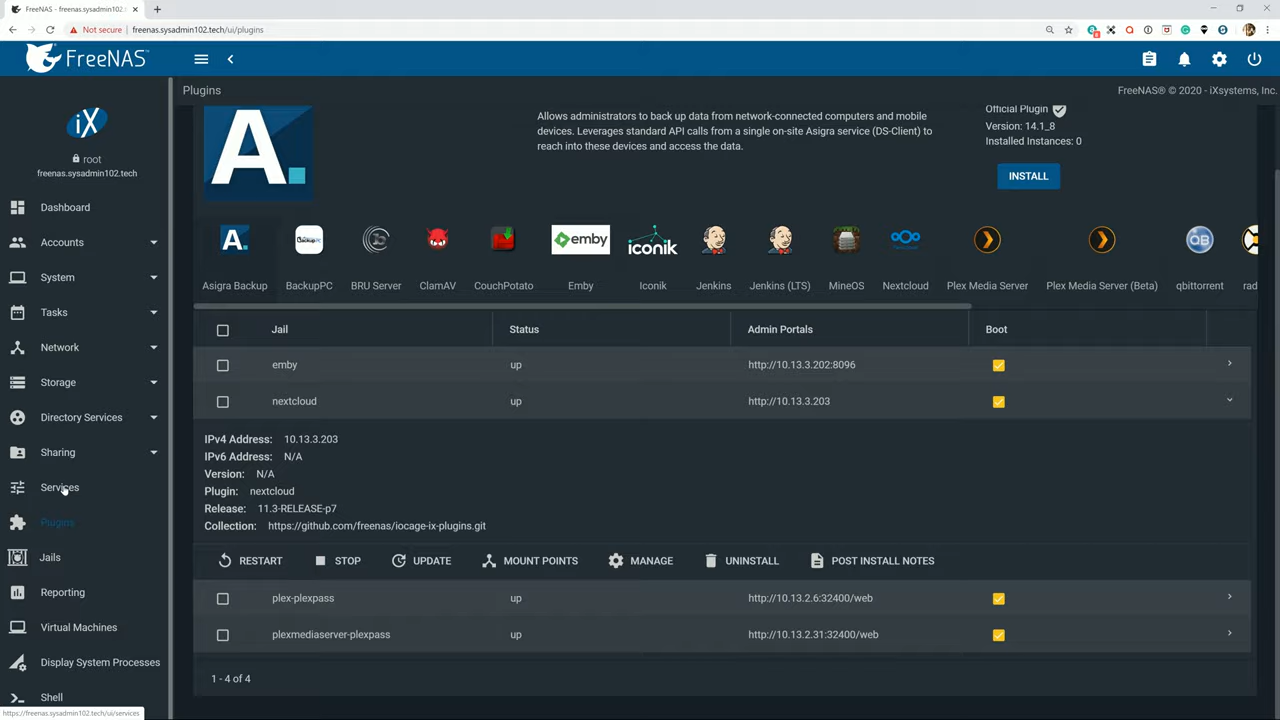 FreeNAS - freenas.sysadmin102.
Not secure
freenas.sysadmin102.tech/ui/plugins
FreeNAS
Plugins
FreeNAS® © 2020 - iXsystems, Inc.
iX
root
freenas.sysadmin102.tech
Dashboard
Accounts
System
Tasks
Network
Storage
Directory Services
Sharing
Services
Plugins
Jails
Reporting
Virtual Machines
Display System Processes
Shell
A.
Allows administrators to back up data from network-connected computers and mobile
devices. Leverages standard API calls from a single on-site Asigra service (DS-Client) to
reach into these devices and access the data.
Official Plugin
Version: 14.1_8
Installed Instances: 0
INSTALL
A.
emby
iconik
QB
Asigra Backup
BackupPC
BRU Server
ClamAV
CouchPotato
Emby
Iconik
Jenkins
Jenkins (LTS)
MineOS
Nextcloud
Plex Media Server
Plex Media Server (Beta)
qbittorrent
rad
Jail Status Admin Portals Boot
emby up http://10.13.3.202:8096
nextcloud up http://10.13.3.203
IPv4 Address: 10.13.3.203
IPv6 Address: N/A
Version: N/A
Plugin: nextcloud
Release: 11.3-RELEASE-p7
Collection: https://github.com/freenas/iocage-ix-plugins.git
RESTART STOP UPDATE MOUNT POINTS MANAGE UNINSTALL POST INSTALL NOTES
plex-plexpass up http://10.13.2.6:32400/web
plexmediaserver-plexpass up http://10.13.2.31:32400/web
1 - 4 of 4
https://freenas.sysadmin102.tech/ui/services